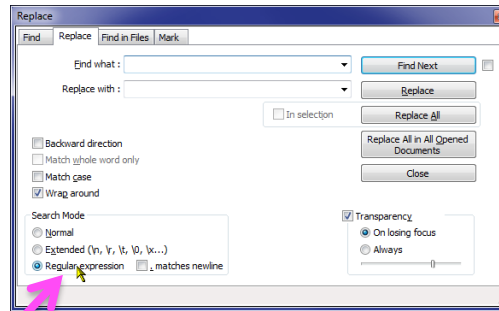 Replace
Find Replace Find in Files Mark
Find what :
Find Next
Replace with :
Replace
In selection
Replace All
Replace All in All Opened
Documents
Close
Backward direction
Match whole word only
Match case
Wrap around
Search Mode
Normal
Extended (\n, \r, \t, \0, \x...)
Regular expression
. matches newline
Transparency
On losing focus
Always